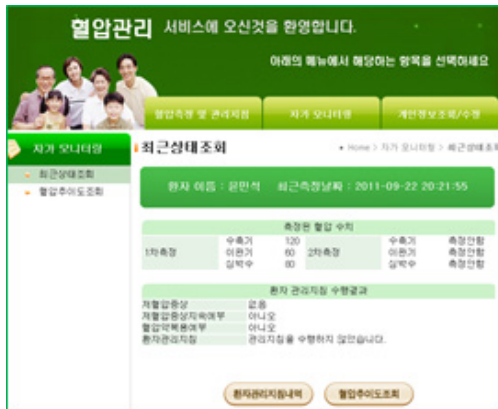 혈압관리 서비스에 오신것을 환영합니다.
아래의 메뉴에서 해당하는 항목을 선택하세요
혈압측정 및 관리지침 자가 모니터링 개인정보조회/수정
자가 모니터링
최근상태조회
혈압추이도조회
최근상태조회
Home > 자가 모니터링 > 최근상태조회
환자 이름 : 윤민석 최근측정날짜 : 2011-09-22 20:21:55
측정된 혈압 수치
1차측정 수축기 120 2차측정 수축기 측정안함
이완기 60 이완기 측정안함
심박수 80 심박수 측정안함
환자 관리지침 수행결과
저혈압증상 없음
저혈압증상지속여부 아니오
혈압약복용여부 아니오
환자관리지침 관리지침을 수행하지 않았습니다.
환자관리지침내역 혈압추이도조회